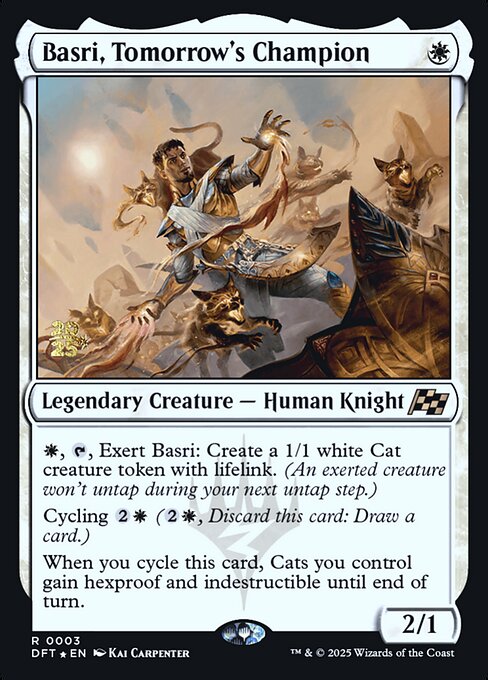 Basri, Tomorrow's Champion
2025
Legendary Creature — Human Knight
, , Exert Basri: Create a 1/1 white Cat
creature token with lifelink. (An exerted creature
won't untap during your next untap step.)
Cycling 2 ( 2 , Discard this card: Draw a
card.)
When you cycle this card, Cats you control
gain hexproof and indestructible until end of
turn.
2/1
R 0003
DFT ★ EN Kai Carpenter
™ & © 2025 Wizards of the Coast